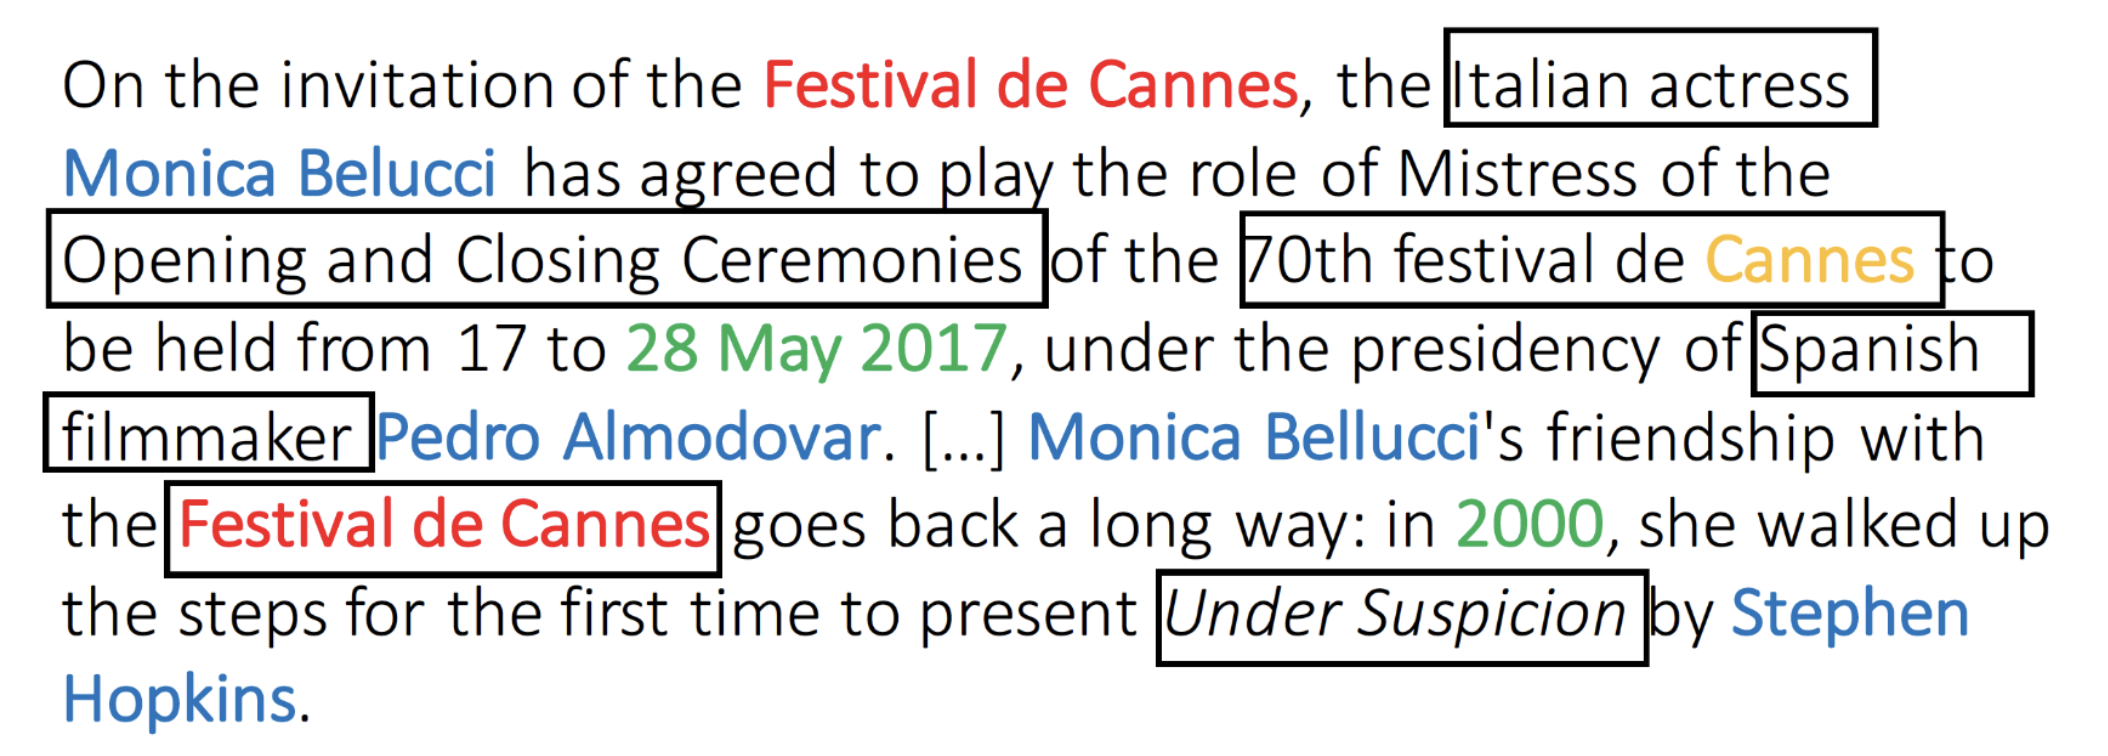 On the invitation of the Festival de Cannes, the Italian actress
Monica Belucci has agreed to play the role of Mistress of the
Opening and Closing Ceremonies of the 70th festival de Cannes to
be held from 17 to 28 May 2017, under the presidency of Spanish
filmmaker Pedro Almodovar. [...] Monica Bellucci's friendship with
the Festival de Cannes goes back a long way: in 2000, she walked up
the steps for the first time to present Under Suspicion by Stephen
Hopkins.